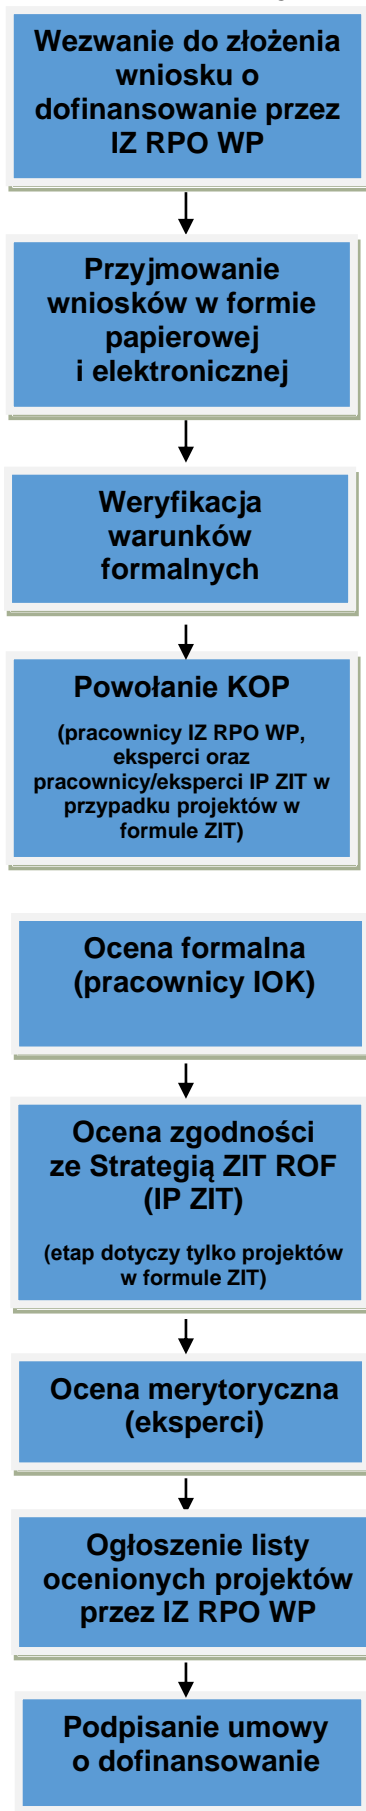 Wezwanie do złożenia
wniosku o
dofinansowanie przez
IZ RPO WP
Przyjmowanie
wniosków w formie
papierowej
i elektronicznej
Weryfikacja
warunków
formalnych
Powołanie KOP
(pracownicy IZ RPO WP,
eksperci oraz
pracownicy/eksperci IP ZIT w
przypadku projektów w
formule ZIT)
Ocena formalna
(pracownicy IOK)
Ocena zgodności
ze Strategią ZIT ROF
(IP ZIT)
(etap dotyczy tylko projektów
w formule ZIT)
Ocena merytoryczna
(eksperci)
Ogłoszenie listy
ocenionych projektów
przez IZ RPO WP
Podpisanie umowy
o dofinansowanie